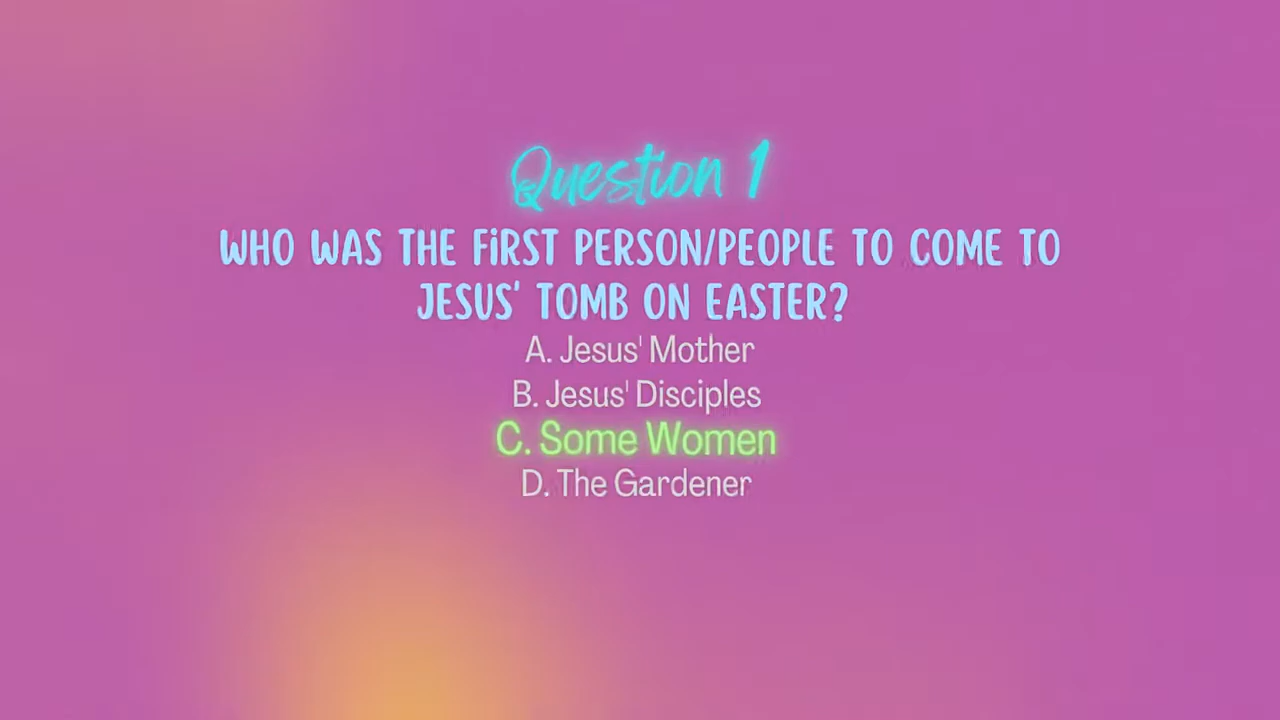 Question 1
WHO WAS THE FiRST PERSON/PEOPLE TO COME TO
JESUS' TOMB ON EASTER?
A. Jesus' Mother
B. Jesus' Disciples
C. Some Women
D. The Gardener